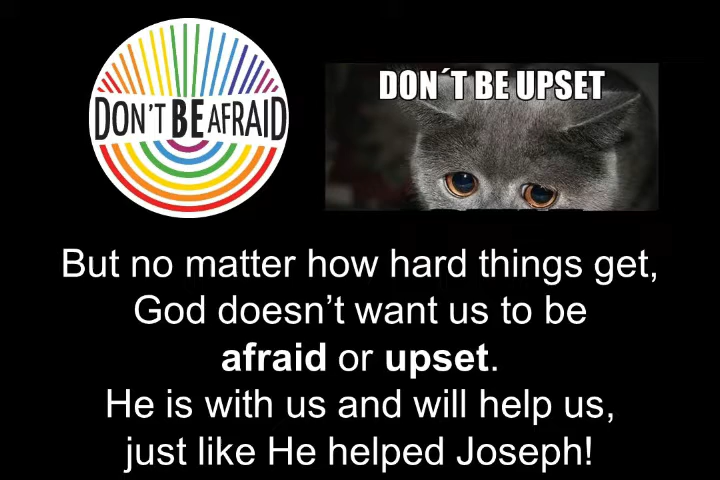 DON'T BE AFRAID
DON´T BE UPSET
But no matter how hard things get,
God doesn’t want us to be
afraid or upset.
He is with us and will help us,
just like He helped Joseph!